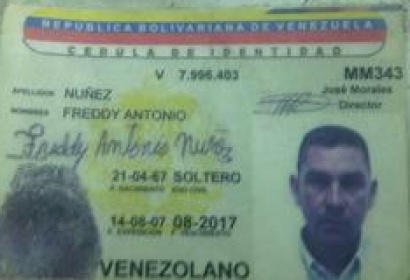 REPUBLICA BOLIVARIANA DE VENEZUELA
CEDULA DE IDENTIDAD
V 7.996.403 MM343
APELLIDOS NUÑEZ José Morales
Director
NOMBRES FREDDY ANTONIO
Freddy Antonio Nuñez
21-04-67 SOLTERO
F. NACIMIENTO EDO CIVIL
14-08-07 08-2017
F. EXPEDICION F. VENCIMIENTO
VENEZOLANO